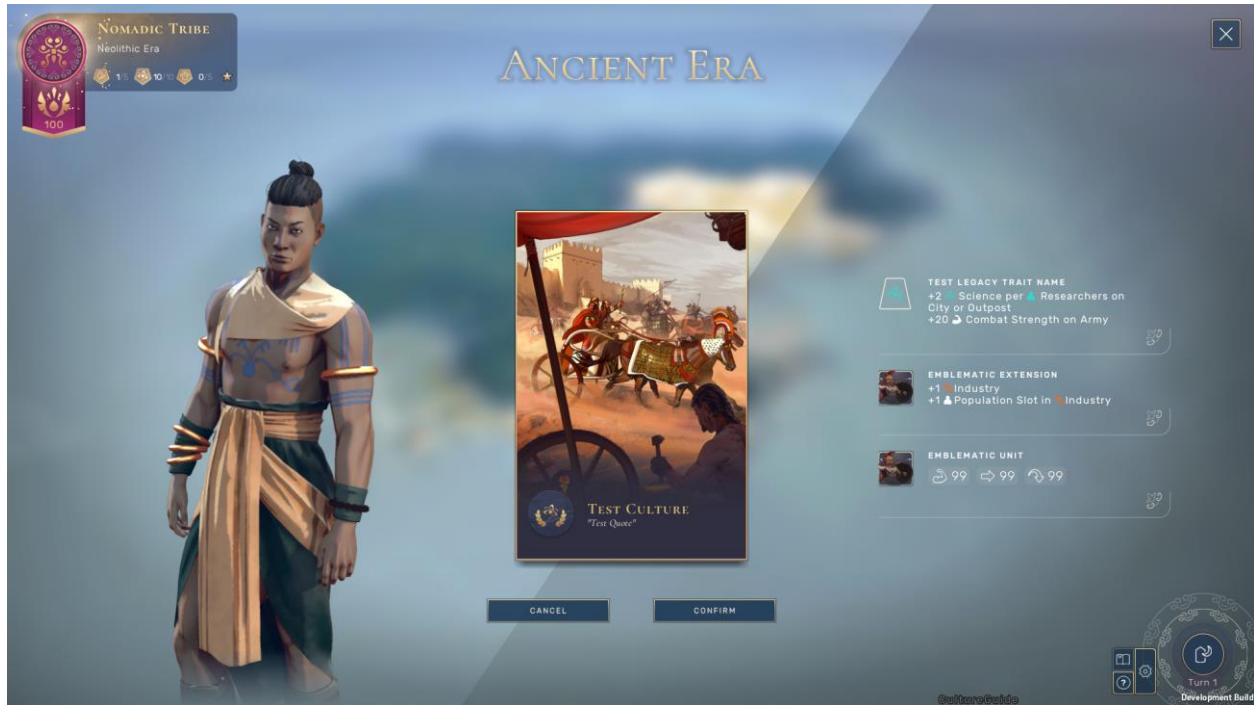 NOMADIC TRIBE
Neolithic Era
1/5 10/10 0/5
100
ANCIENT ERA
TEST CULTURE
"Test Quote"
CANCEL
CONFIRM
TEST LEGACY TRAIT NAME
+2 Science per Researchers on
City or Outpost
+20 Combat Strength on Army
EMBLEMATIC EXTENSION
+1 Industry
+1 Population Slot in Industry
EMBLEMATIC UNIT
99 99 99
?
Turn 1
CultureGuide
Development Build